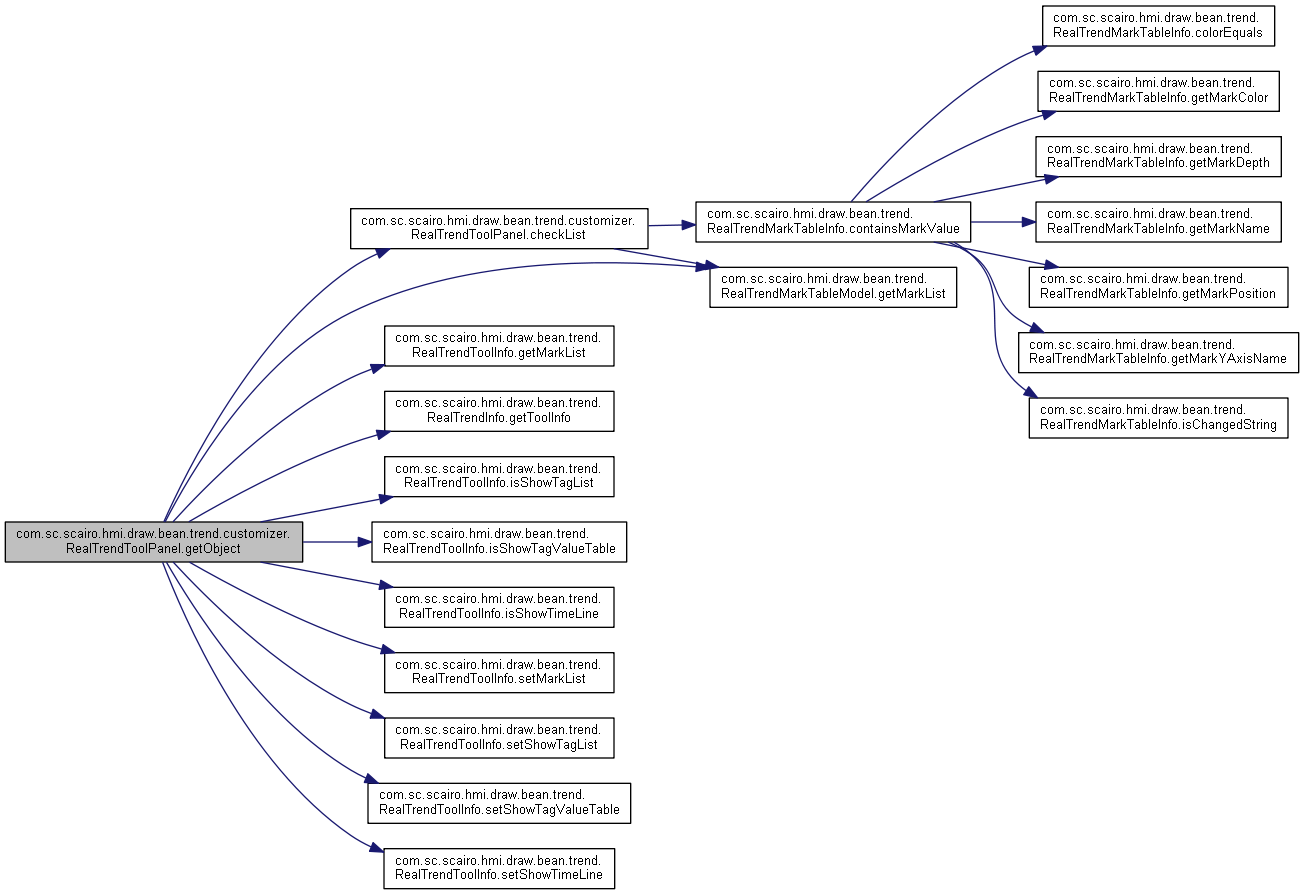 com.sc.scairo.hmi.draw.bean.trend.
RealTrendMarkTableInfo.colorEquals
com.sc.scairo.hmi.draw.bean.trend.
RealTrendMarkTableInfo.getMarkColor
com.sc.scairo.hmi.draw.bean.trend.
RealTrendMarkTableInfo.getMarkDepth
com.sc.scairo.hmi.draw.bean.trend.customizer.
RealTrendToolPanel.checkList
com.sc.scairo.hmi.draw.bean.trend.
RealTrendMarkTableInfo.containsMarkValue
com.sc.scairo.hmi.draw.bean.trend.
RealTrendMarkTableInfo.getMarkName
com.sc.scairo.hmi.draw.bean.trend.
RealTrendMarkTableModel.getMarkList
com.sc.scairo.hmi.draw.bean.trend.
RealTrendMarkTableInfo.getMarkPosition
com.sc.scairo.hmi.draw.bean.trend.
RealTrendToolInfo.getMarkList
com.sc.scairo.hmi.draw.bean.trend.
RealTrendMarkTableInfo.getMarkYAxisName
com.sc.scairo.hmi.draw.bean.trend.
RealTrendInfo.getToolInfo
com.sc.scairo.hmi.draw.bean.trend.
RealTrendMarkTableInfo.isChangedString
com.sc.scairo.hmi.draw.bean.trend.
RealTrendToolInfo.isShowTagList
com.sc.scairo.hmi.draw.bean.trend.customizer.
RealTrendToolPanel.getObject
com.sc.scairo.hmi.draw.bean.trend.
RealTrendToolInfo.isShowTagValueTable
com.sc.scairo.hmi.draw.bean.trend.
RealTrendToolInfo.isShowTimeLine
com.sc.scairo.hmi.draw.bean.trend.
RealTrendToolInfo.setMarkList
com.sc.scairo.hmi.draw.bean.trend.
RealTrendToolInfo.setShowTagList
com.sc.scairo.hmi.draw.bean.trend.
RealTrendToolInfo.setShowTagValueTable
com.sc.scairo.hmi.draw.bean.trend.
RealTrendToolInfo.setShowTimeLine